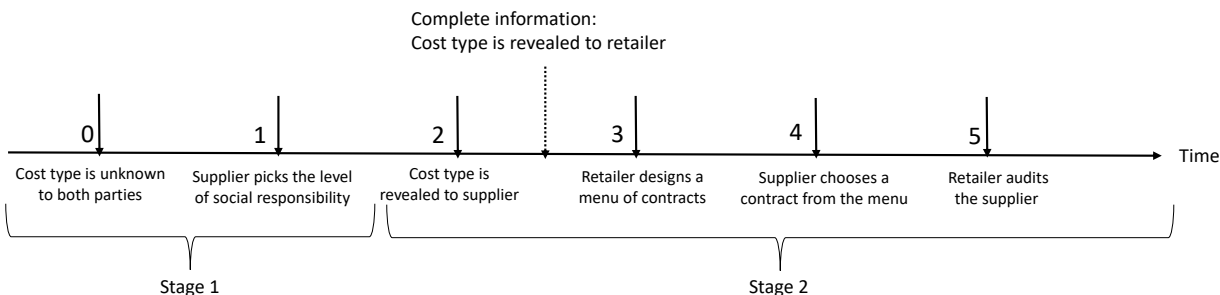 Complete information:
Cost type is revealed to retailer
0
1
2
3
4
5
Time
Cost type is unknown
to both parties
Supplier picks the level
of social responsibility
Cost type is
revealed to supplier
Retailer designs a
menu of contracts
Supplier chooses a
contract from the menu
Retailer audits
the supplier
Stage 1
Stage 2